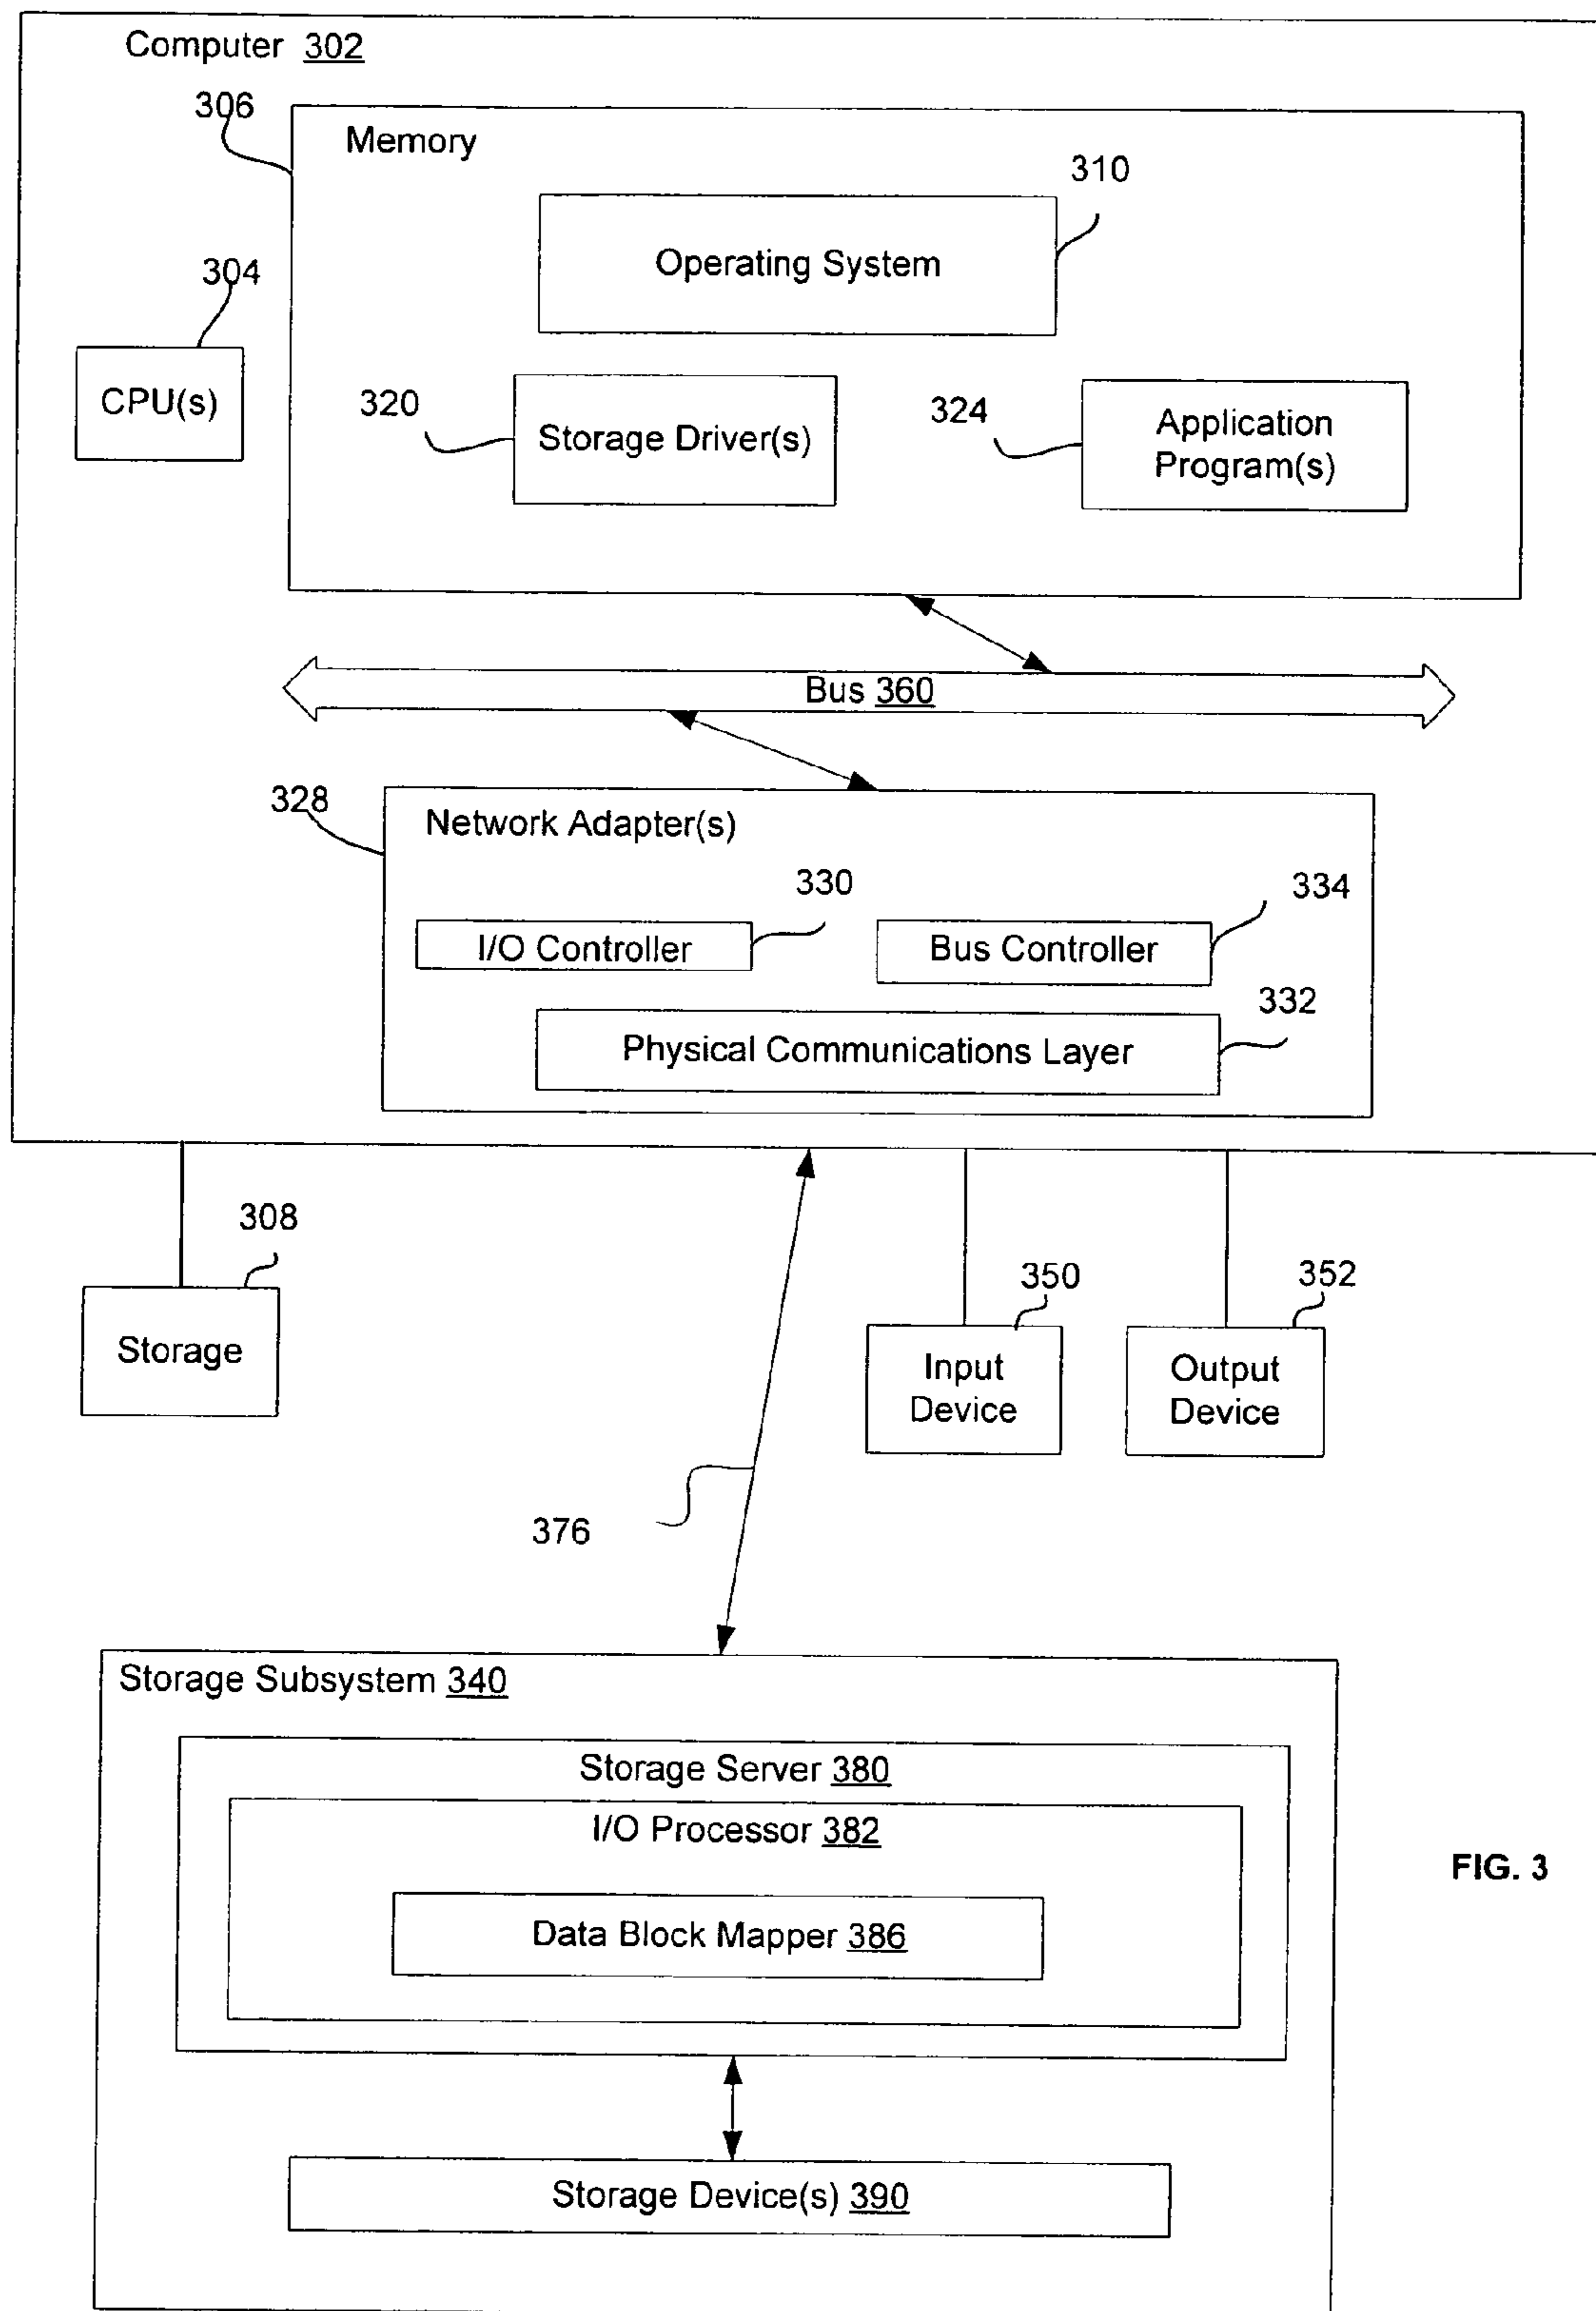 Computer 302
306
Memory
310
Operating System
304
CPU(s)
320
Storage Driver(s)
324
Application
Program(s)
Bus 360
328
Network Adapter(s)
330
I/O Controller
334
Bus Controller
332
Physical Communications Layer
308
Storage
350
Input
Device
352
Output
Device
376
Storage Subsystem 340
Storage Server 380
I/O Processor 382
Data Block Mapper 386
Storage Device(s) 390
FIG. 3